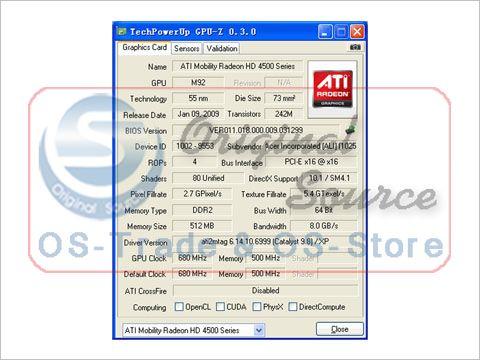 TechPowerUp GPU-Z 0.3.0
Graphics Card Sensors Validation
Name ATI Mobility Radeon HD 4500 Series
GPU M92 Revision N/A
Technology 55 nm Die Size 73 mm²
Release Date Jan 09, 2009 Transistors 242M
BIOS Version VER011.018.000.009.031299
Device ID 1002 - 9553 Subvendor Acer Incorporated [ALI] (1025
ROPs 4 Bus Interface PCI-E x16 @ x16
Shaders 80 Unified DirectX Support 10.1 / SM4.1
Pixel Fillrate 2.7 GPixel/s Texture Fillrate 5.4 GTexel/s
Memory Type DDR2 Bus Width 64 Bit
Memory Size 512 MB Bandwidth 8.0 GB/s
Driver Version ati2mtag 6.14.10.6999 (Catalyst 9.8) / XP
GPU Clock 680 MHz Memory 500 MHz Shader
Default Clock 680 MHz Memory 500 MHz Shader
ATI CrossFire Disabled
Computing OpenCL CUDA PhysX DirectCompute
ATI Mobility Radeon HD 4500 Series Close
ATI
RADEON
GRAPHICS
Original Source
S
Original Source
OS-Trade & OS-Store